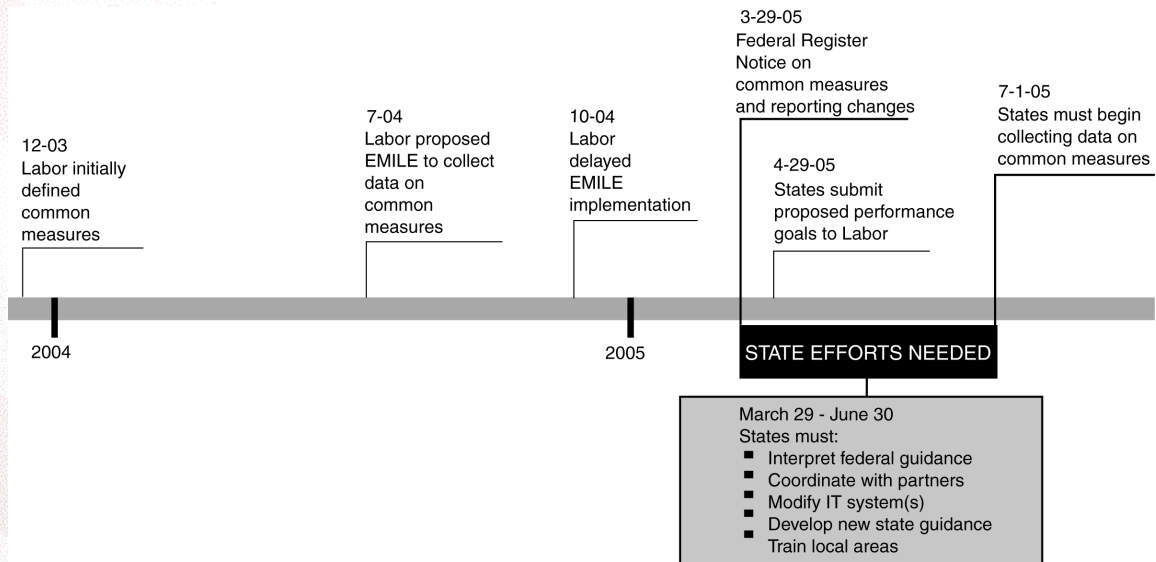 12-03
Labor initially
defined
common
measures
7-04
Labor proposed
EMILE to collect
data on
common
measures
10-04
Labor
delayed
EMILE
implementation
3-29-05
Federal Register
Notice on
common measures
and reporting changes
4-29-05
States submit
proposed performance
goals to Labor
7-1-05
States must begin
collecting data on
common measures
2004
2005
STATE EFFORTS NEEDED
March 29 - June 30
States must:
■ Interpret federal guidance
■ Coordinate with partners
■ Modify IT system(s)
■ Develop new state guidance
■ Train local areas